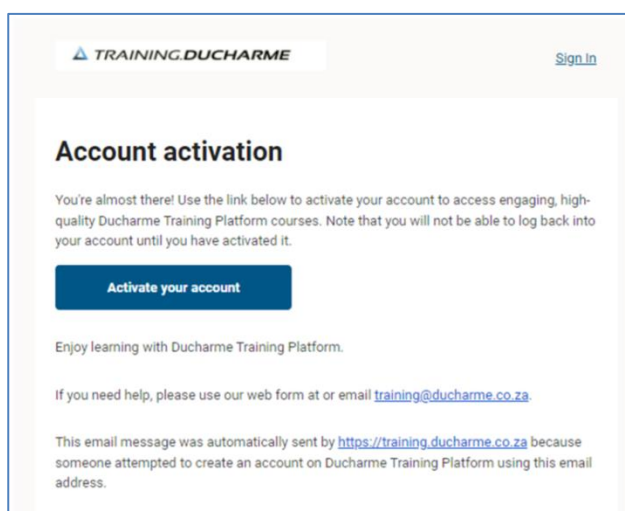 TRAINING.DUCHARME
Sign In
Account activation
You're almost there! Use the link below to activate your account to access engaging, high-
quality Ducharme Training Platform courses. Note that you will not be able to log back into
your account until you have activated it.
Activate your account
Enjoy learning with Ducharme Training Platform.
If you need help, please use our web form at or email training@ducharme.co.za.
This email message was automatically sent by https://training.ducharme.co.za because
someone attempted to create an account on Ducharme Training Platform using this email
address.